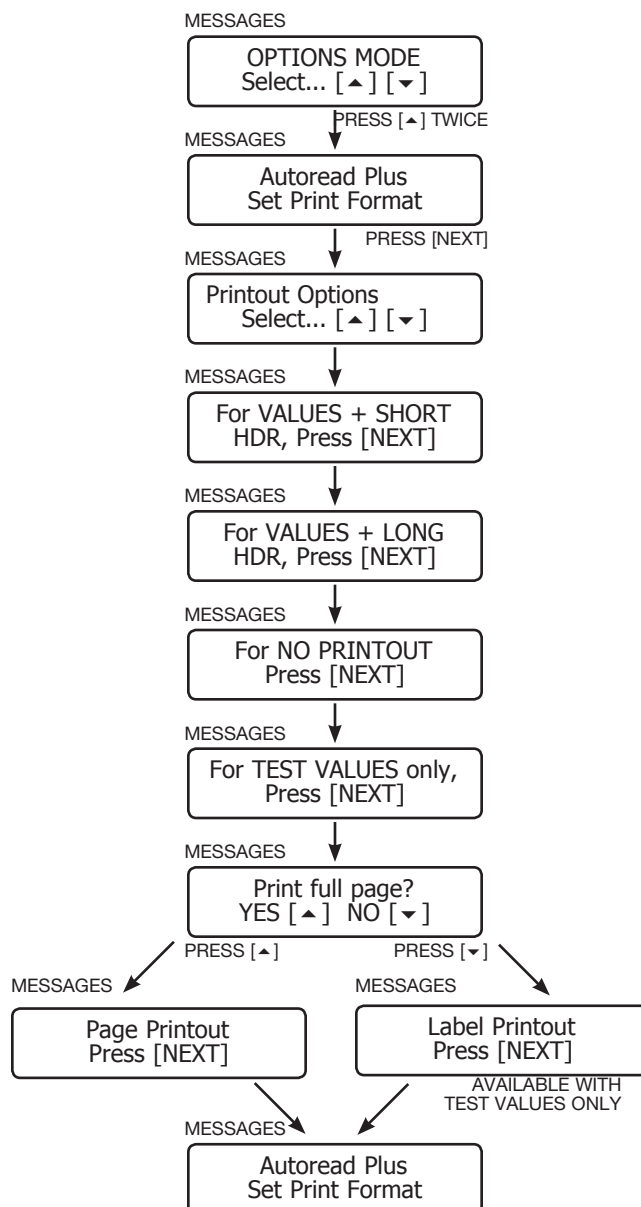 MESSAGES
OPTIONS MODE
Select... [▲] [▼]
PRESS [▲] TWICE
MESSAGES
Autoread Plus
Set Print Format
PRESS [NEXT]
MESSAGES
Printout Options
Select... [▲] [▼]
MESSAGES
For VALUES + SHORT
HDR, Press [NEXT]
MESSAGES
For VALUES + LONG
HDR, Press [NEXT]
MESSAGES
For NO PRINTOUT
Press [NEXT]
MESSAGES
For TEST VALUES only,
Press [NEXT]
MESSAGES
Print full page?
YES [▲] NO [▼]
PRESS [▲]
PRESS [▼]
MESSAGES
Page Printout
Press [NEXT]
MESSAGES
Label Printout
Press [NEXT]
AVAILABLE WITH
TEST VALUES ONLY
MESSAGES
Autoread Plus
Set Print Format